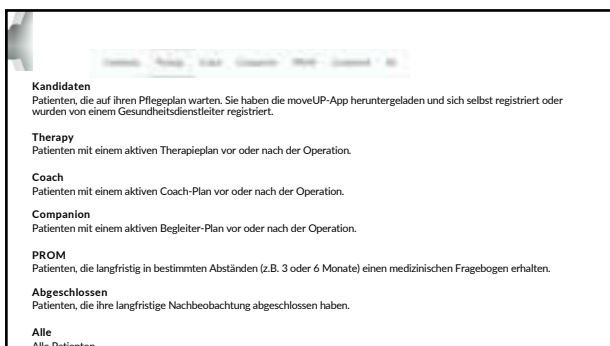 Kandidaten
Patienten, die auf ihren Pflegeplan warten. Sie haben die moveUP-App heruntergeladen und sich selbst registriert oder
wurden von einem Gesundheitsdienstleiter registriert.
Therapy
Patienten mit einem aktiven Therapieplan vor oder nach der Operation.
Coach
Patienten mit einem aktiven Coach-Plan vor oder nach der Operation.
Companion
Patienten mit einem aktiven Begleiter-Plan vor oder nach der Operation.
PROM
Patienten, die langfristig in bestimmten Abständen (z.B. 3 oder 6 Monate) einen medizinischen Fragebogen erhalten.
Abgeschlossen
Patienten, die ihre langfristige Nachbeobachtung abgeschlossen haben.
Alle
Alle Patienten